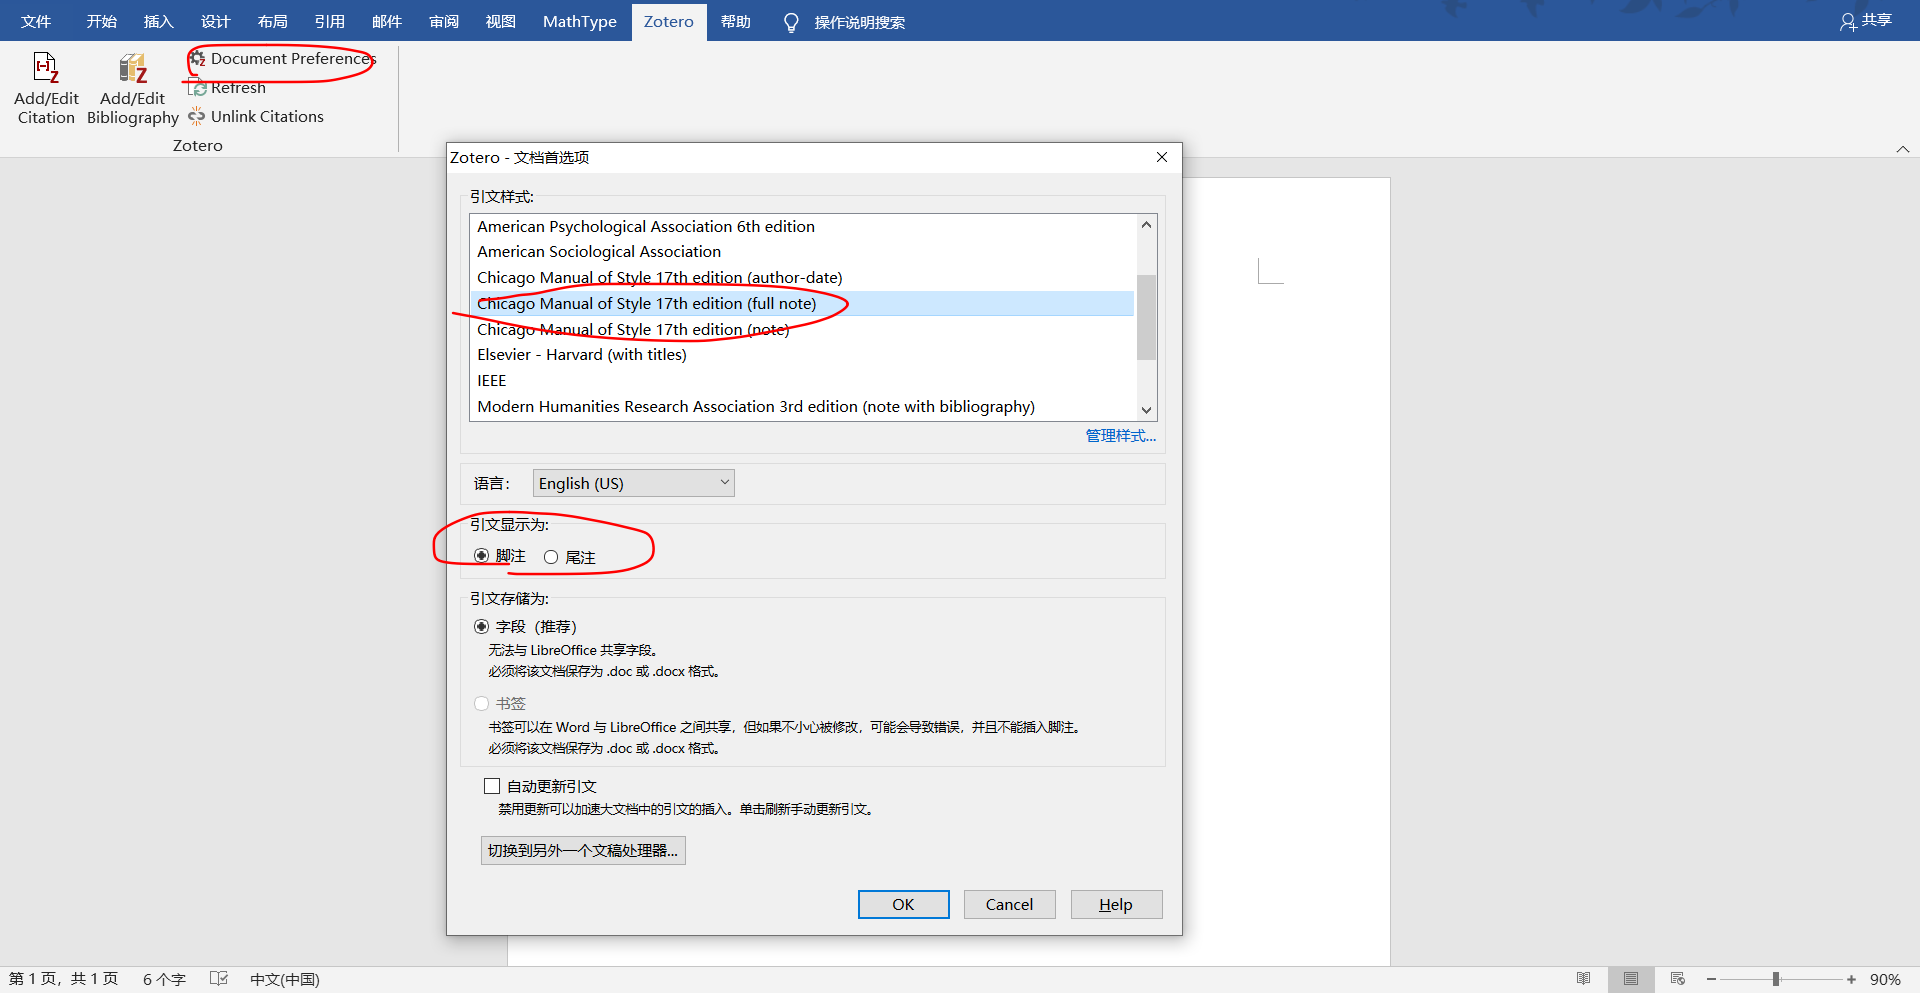 文件 开始 插入 设计 布局 引用 邮件 审阅 视图 MathType Zotero 帮助 操作说明搜索 共享
Add/Edit Citation
Add/Edit Bibliography
Document Preferences
Refresh
Unlink Citations
Zotero
Zotero - 文档首选项
引文样式:
American Psychological Association 6th edition
American Sociological Association
Chicago Manual of Style 17th edition (author-date)
Chicago Manual of Style 17th edition (full note)
Chicago Manual of Style 17th edition (note)
Elsevier - Harvard (with titles)
IEEE
Modern Humanities Research Association 3rd edition (note with bibliography)
管理样式...
语言： English (US)
引文显示为:
脚注 尾注
引文存储为:
字段（推荐）
无法与 LibreOffice 共享字段。
必须将该文档保存为 .doc 或 .docx 格式。
书签
书签可以在 Word 与 LibreOffice 之间共享，但如果不小心被修改，可能会导致错误，并且不能插入脚注。
必须将该文档保存为 .doc 或 .docx 格式。
自动更新引文
禁用更新可以加速大文档中的引文的插入。单击刷新手动更新引文。
切换到另外一个文稿处理器...
OK Cancel Help
第 1 页，共 1 页 6 个字 中文(中国) 90%